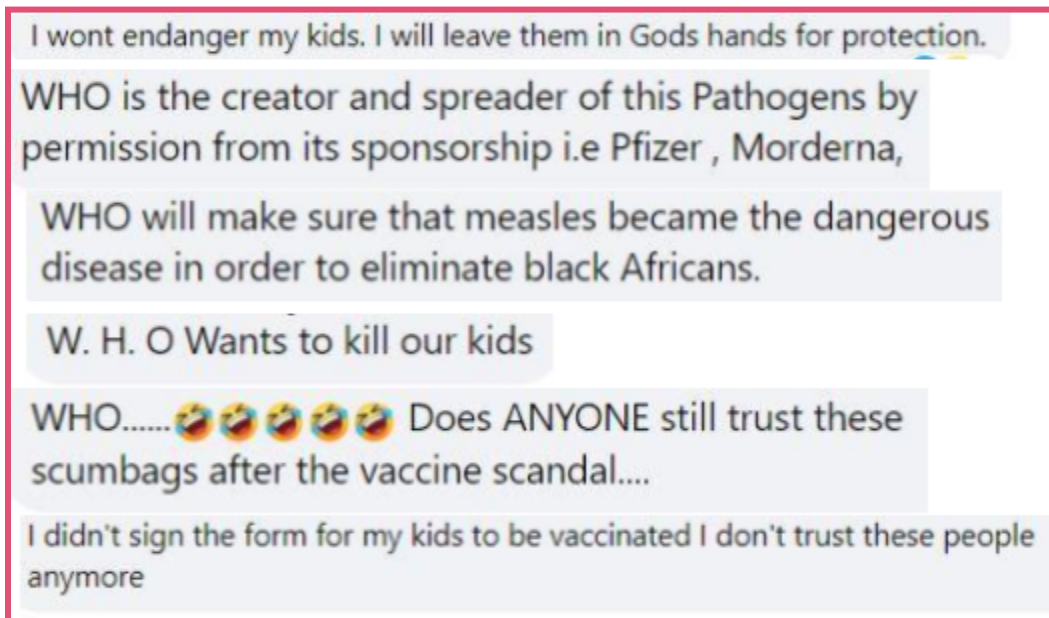 I wont endanger my kids. I will leave them in Gods hands for protection.
WHO is the creator and spreader of this Pathogens by
permission from its sponsorship i.e Pfizer , Morderna,
WHO will make sure that measles became the dangerous
disease in order to eliminate black Africans.
W. H. O Wants to kill our kids
WHO......🤣🤣🤣🤣🤣 Does ANYONE still trust these
scumbags after the vaccine scandal....
I didn't sign the form for my kids to be vaccinated I don't trust these people
anymore